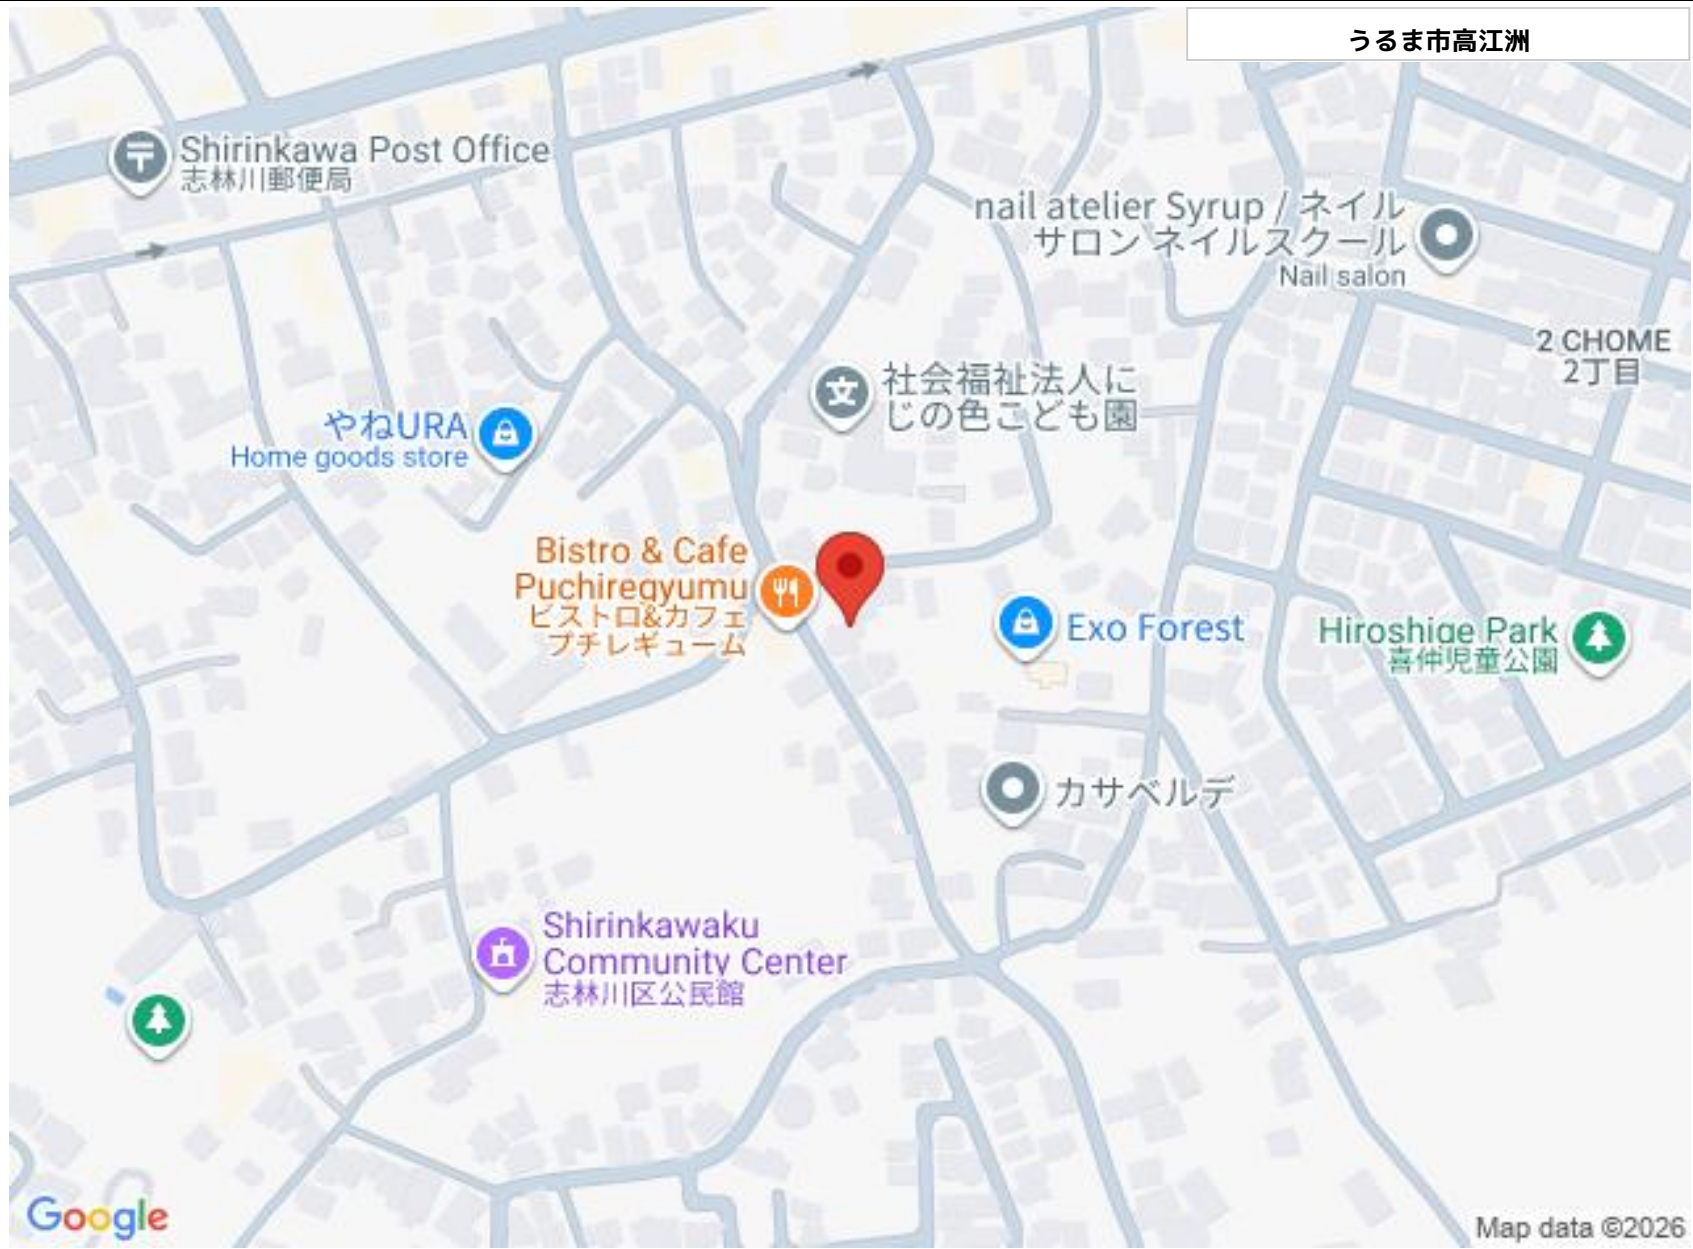 うるま市高江洲
Shirinkawa Post Office
志林川郵便局
nail atelier Syrup / ネイル
サロン ネイルスクール
Nail salon
2 CHOME
2丁目
社会福祉法人に
じの色こども園
やねURA
Home goods store
Bistro & Cafe
Puchiregyumu
ビストロ&カフェ
プチレギューム
Exo Forest
Hiroshige Park
喜仲児童公園
カサベルデ
Shirinkawaku
Community Center
志林川区公民館
Google
Map data ©2026